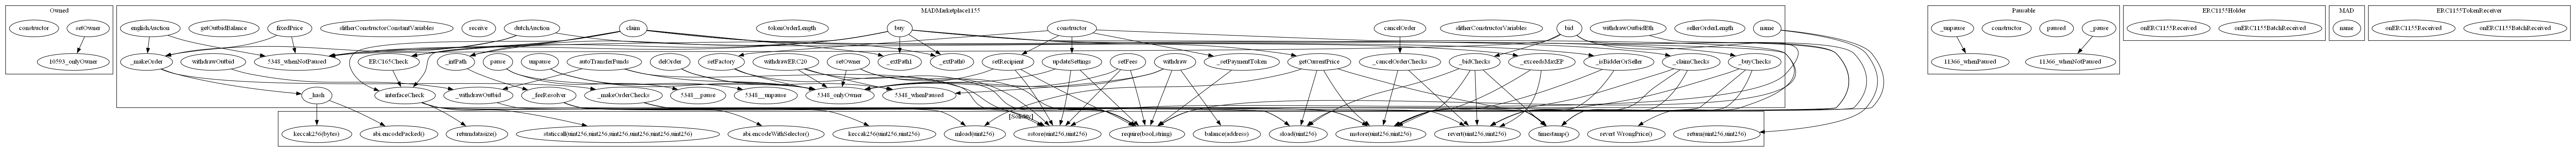 Owned
MADMarketplace1155
Pausable
ERC1155Holder
MAD
ERC1155TokenReceiver
constructor
setOwner
englishAuction
getOutbidBalance
fixedPrice
slitherConstructorConstantVariables
receive
dutchAuction
claim
tokenOrderLength
buy
constructor
cancelOrder
slitherConstructorVariables
bid
withdrawOutbidEth
sellerOrderLength
name
_unpause
constructor
paused
_pause
onERC1155Received
onERC1155BatchReceived
name
onERC1155Received
onERC1155BatchReceived
10593_onlyOwner
_makeOrder
withdrawOutbid
5348_whenNotPaused
_intPath
ERC165Check
pause
unpause
autoTransferFunds
delOrder
setFactory
withdrawERC20
_extPath1
_extPath0
setOwner
setRecipient
updateSettings
setFees
withdraw
_setPaymentToken
getCurrentPrice
_cancelOrderChecks
_bidChecks
_exceedsMaxEP
_isBidderOrSeller
_claimChecks
_buyChecks
11366_whenPaused
11366_whenNotPaused
_hash
interfaceCheck
_withdrawOutbid
_feeResolver
_makeOrderChecks
5348__pause
5348__unpause
5348_onlyOwner
5348_whenPaused
[Solidity]
keccak256(bytes)
abi.encodePacked()
returndatasize()
staticcall(uint256,uint256,uint256,uint256,uint256,uint256)
abi.encodeWithSelector()
keccak256(uint256,uint256)
mload(uint256)
sstore(uint256,uint256)
require(bool,string)
balance(address)
sload(uint256)
mstore(uint256,uint256)
revert(uint256,uint256)
timestamp()
revert WrongPrice()
return(uint256,uint256)